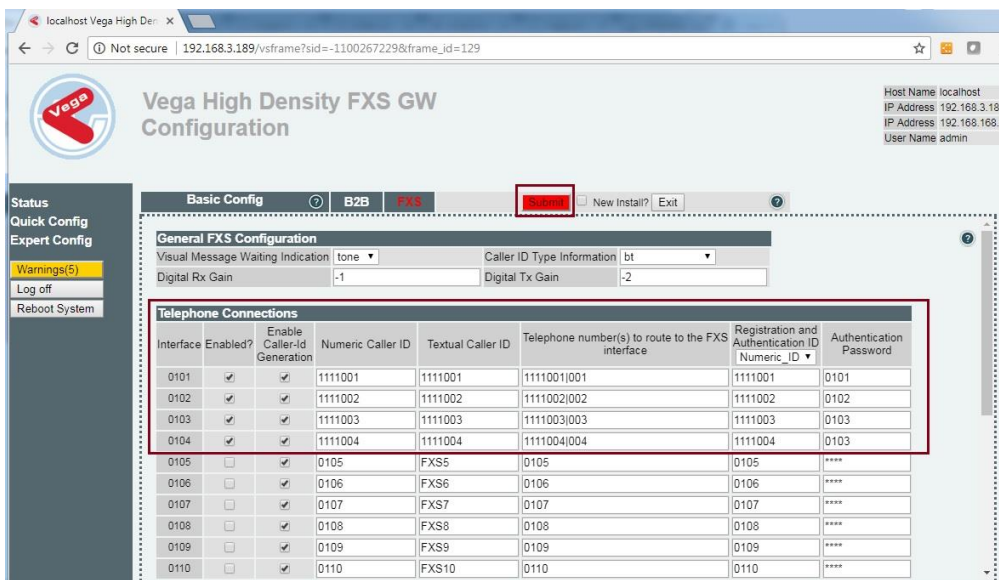 localhost Vega High Den
Not secure 192.168.3.189/vsframe?sid=-1100267229&frame_id=129
Vega
Vega High Density FXS GW
Configuration
Host Name localhost
IP Address 192.168.3.18
IP Address 192.168.168.
User Name admin
Status
Quick Config
Expert Config
Warnings(5)
Log off
Reboot System
Basic Config ? B2B FXS Submit New Install? Exit ?
General FXS Configuration ?
Visual Message Waiting Indication tone Caller ID Type Information bt
Digital Rx Gain -1 Digital Tx Gain -2
Telephone Connections
Interface Enabled? Enable Caller-Id Generation Numeric Caller ID Textual Caller ID Telephone number(s) to route to the FXS interface Registration and Authentication ID Numeric_ID Authentication Password
0101 1111001 1111001 1111001|001 1111001 0101
0102 1111002 1111002 1111002|002 1111002 0102
0103 1111003 1111003 1111003|003 1111003 0103
0104 1111004 1111004 1111004|004 1111004 0103
0105 0105 FXS5 0105 0105 ****
0106 0106 FXS6 0106 0106 ****
0107 0107 FXS7 0107 0107 ****
0108 0108 FXS8 0108 0108 ****
0109 0109 FXS9 0109 0109 ****
0110 0110 FXS10 0110 0110 ****